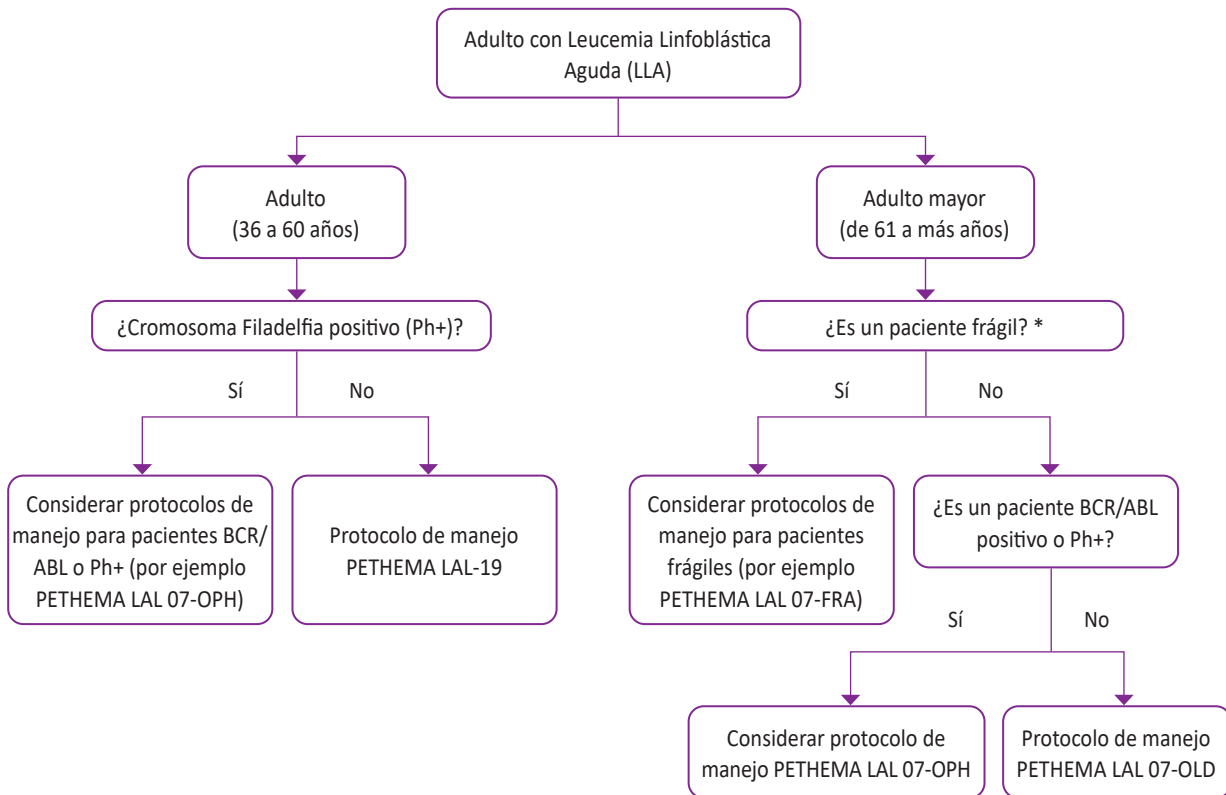 Adulto con Leucemia Linfoblástica
Aguda (LLA)
Adulto
(36 a 60 años)
Adulto mayor
(de 61 a más años)
¿Cromosoma Filadelfia positivo (Ph+)?
¿Es un paciente frágil? *
Sí
No
Sí
No
Considerar protocolos de
manejo para pacientes BCR/
ABL o Ph+ (por ejemplo
PETHEMA LAL 07-OPH)
Protocolo de manejo
PETHEMA LAL-19
Considerar protocolos de
manejo para pacientes
frágiles (por ejemplo
PETHEMA LAL 07-FRA)
¿Es un paciente BCR/ABL
positivo o Ph+?
Sí
No
Considerar protocolo de
manejo PETHEMA LAL 07-OPH
Protocolo de manejo
PETHEMA LAL 07-OLD